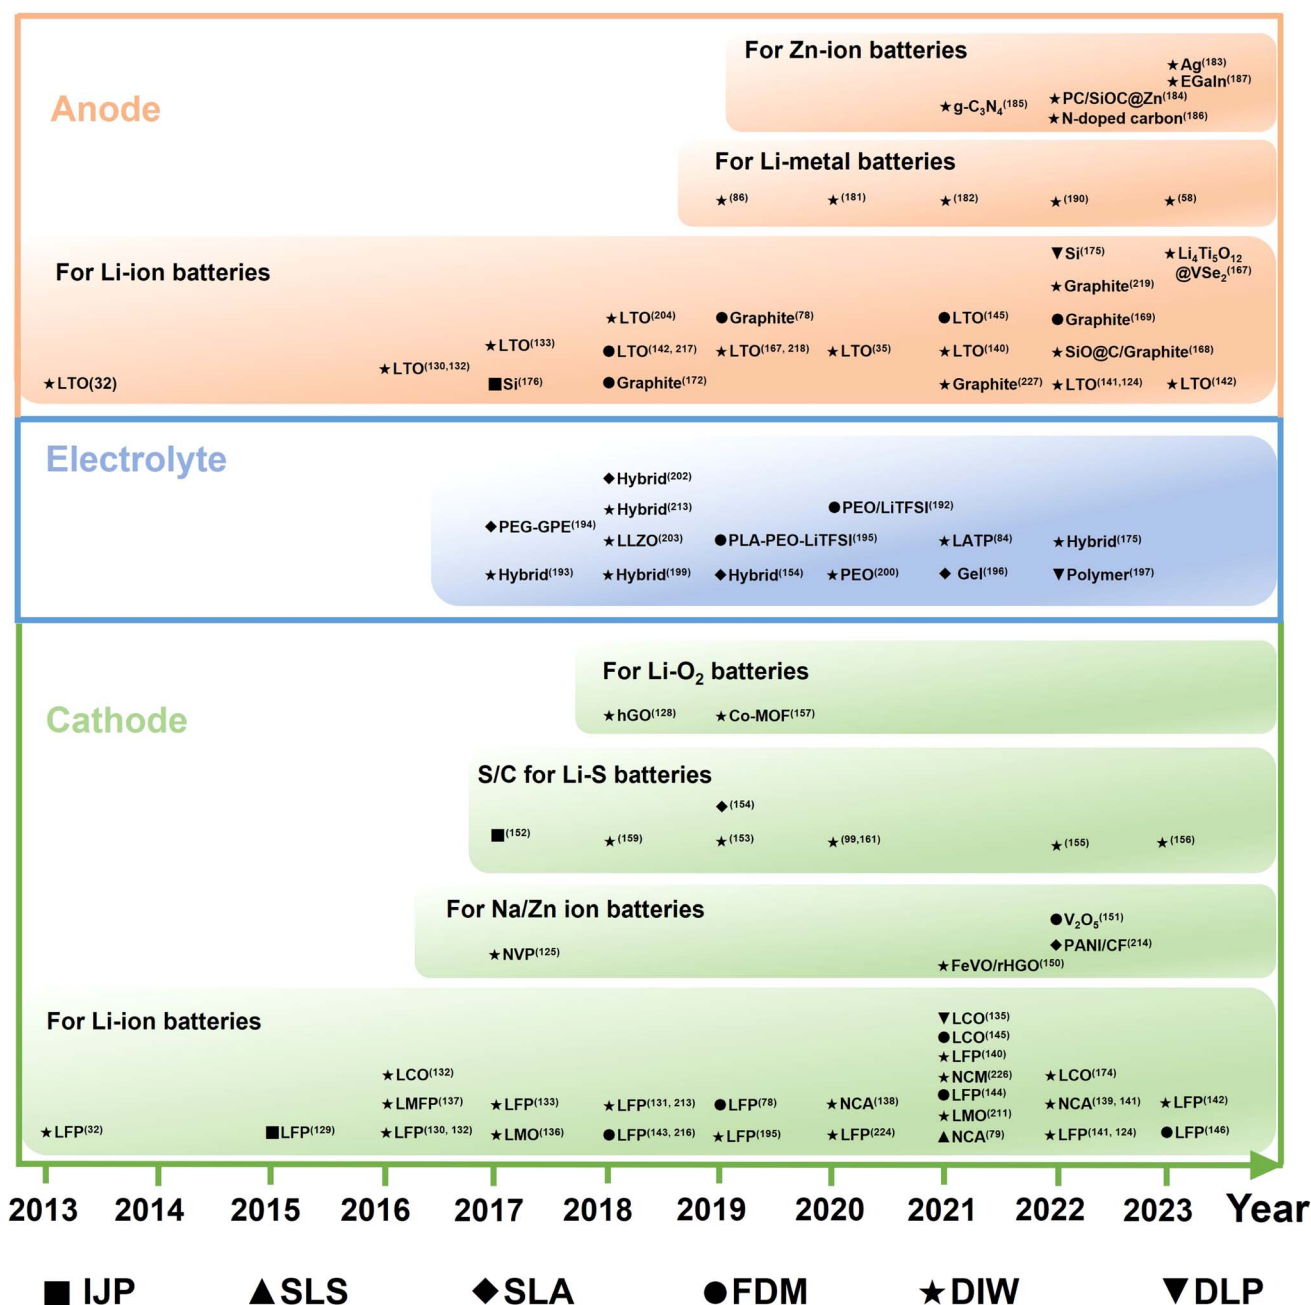 Anode
For Zn-ion batteries
★Ag(183)
★EGaIn(187)
★g-C3N4(185)
★PC/SiOC@Zn(184)
★N-doped carbon(186)
For Li-metal batteries
★(86) ★(181) ★(182) ★(190) ★(58)
For Li-ion batteries
▼Si(175) ★Li4Ti5O12
@VSe2(167)
★Graphite(219)
★LTO(204) ●Graphite(78) ●LTO(145) ●Graphite(169)
★LTO(133) ●LTO(142, 217) ★LTO(167, 218) ★LTO(35) ★LTO(140) ★SiO@C/Graphite(168)
★LTO(130,132)
★LTO(32) ■Si(176) ●Graphite(172) ★Graphite(227) ★LTO(141,124) ★LTO(142)
Electrolyte
◆Hybrid(202)
★Hybrid(213) ●PEO/LiTFSI(192)
◆PEG-GPE(194)
★LLZO(203) ●PLA-PEO-LiTFSI(195) ★LATP(84) ★Hybrid(175)
★Hybrid(193) ★Hybrid(199) ◆Hybrid(154) ★PEO(200) ◆Gel(196) ▼Polymer(197)
Cathode
For Li-O2 batteries
★hGO(128) ★Co-MOF(157)
S/C for Li-S batteries
◆(154)
■(152) ★(159) ★(153) ★(99,161) ★(155) ★(156)
For Na/Zn ion batteries
●V2O5(151)
◆PANI/CF(214)
★NVP(125)
★FeVO/rHGO(150)
For Li-ion batteries
▼LCO(135)
●LCO(145)
★LFP(140)
★LCO(132) ★NCM(226) ★LCO(174)
●LFP(144)
★LMFP(137) ★LFP(133) ★LFP(131, 213) ●LFP(78) ★NCA(138) ★NCA(139, 141) ★LFP(142)
★LMO(211)
★LFP(32) ■LFP(129) ★LFP(130, 132) ★LMO(136) ●LFP(143, 216) ★LFP(195) ★LFP(224) ▲NCA(79) ★LFP(141, 124) ●LFP(146)
2013 2014 2015 2016 2017 2018 2019 2020 2021 2022 2023 Year
■ IJP ▲SLS ◆SLA ●FDM ★DIW ▼DLP